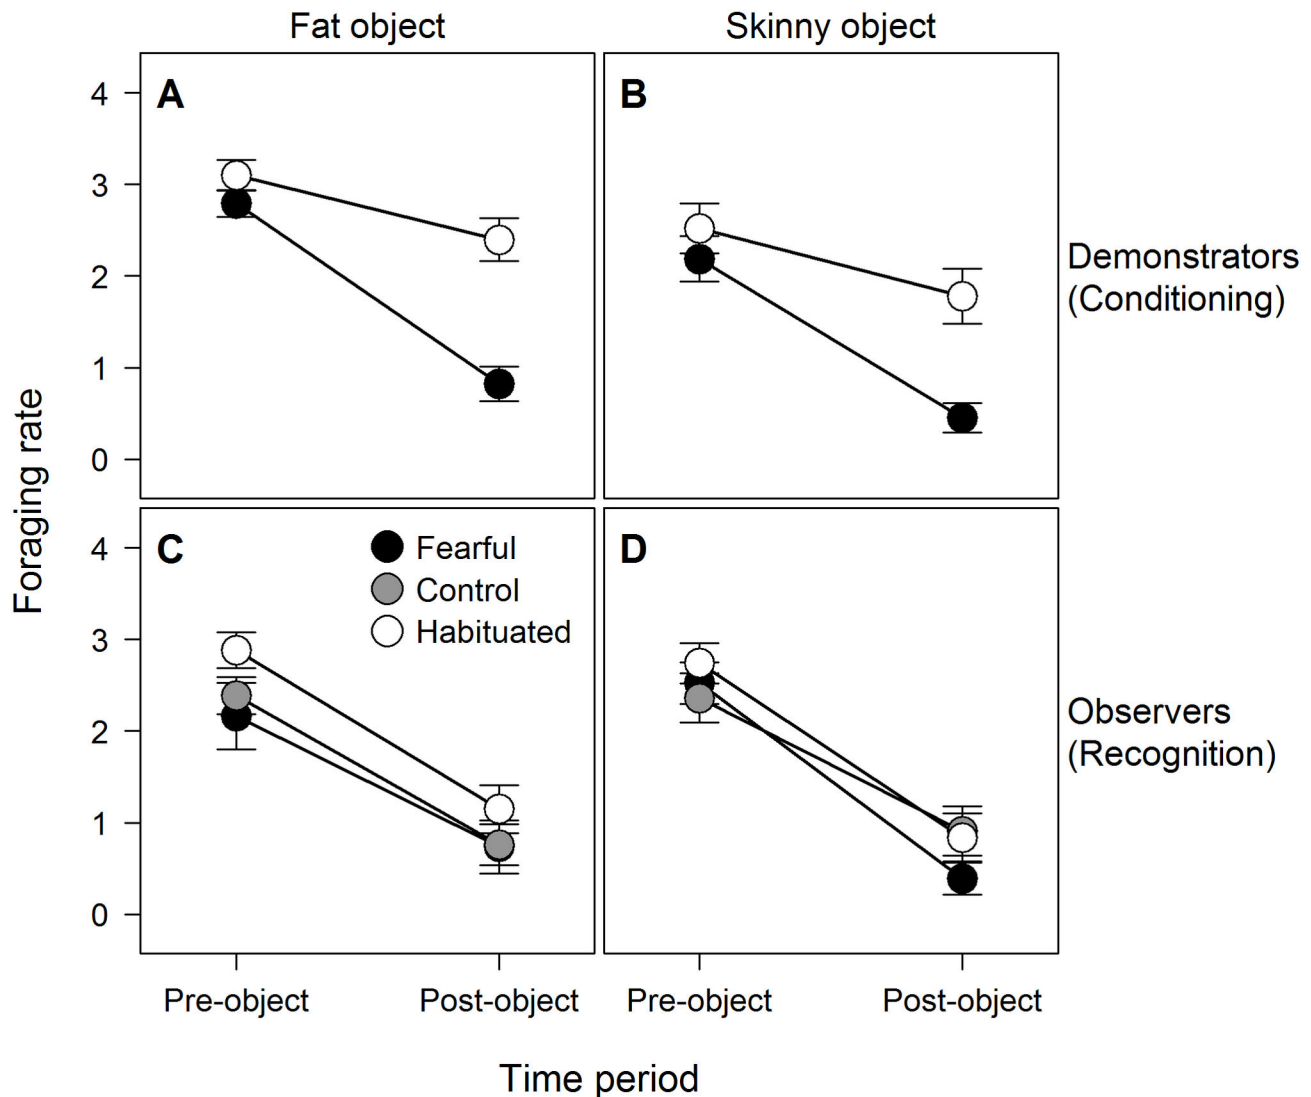 Fat object
Skinny object
A
B
4
3
2
1
0
Demonstrators
(Conditioning)
Foraging rate
C
Fearful
Control
Habituated
D
4
3
2
1
0
Observers
(Recognition)
Pre-object
Post-object
Pre-object
Post-object
Time period